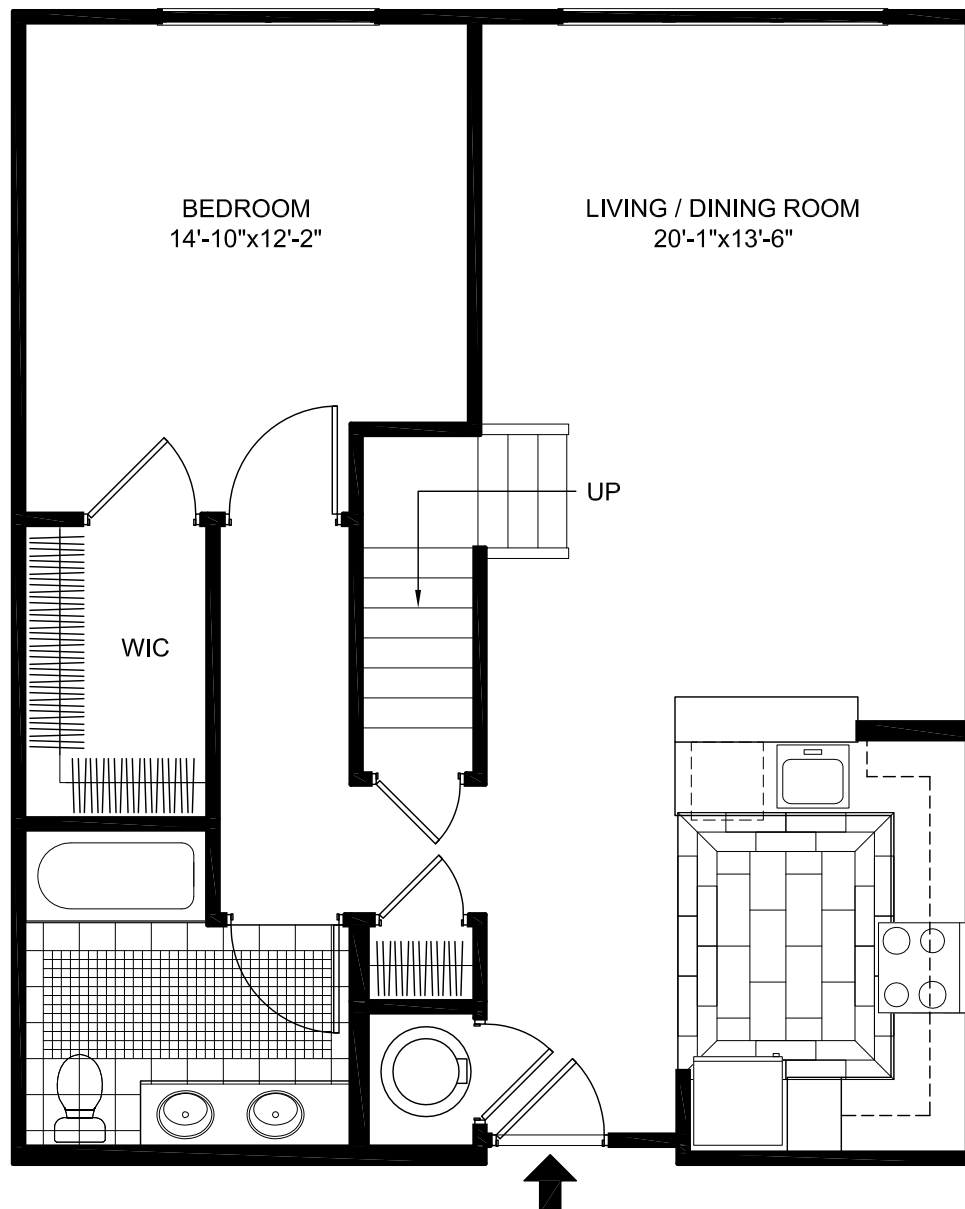 BEDROOM
14'-10"x12'-2"
LIVING / DINING ROOM
20'-1"x13'-6"
UP
WIC